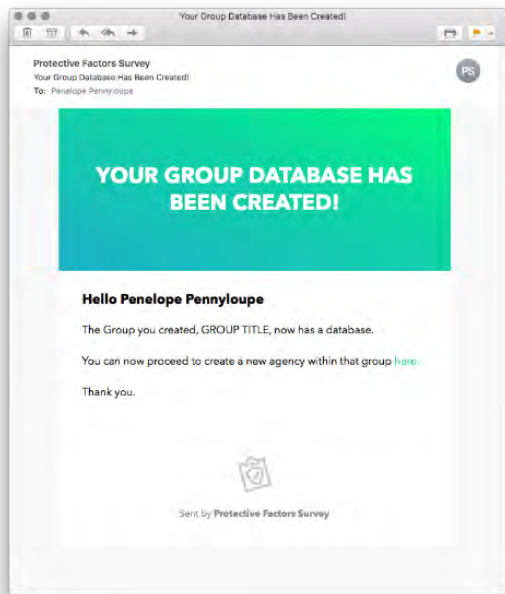 Your Group Database Has Been Created!
Protective Factors Survey
Your Group Database Has Been Created!
To: Penelope Pennyloupe
PS
YOUR GROUP DATABASE HAS
BEEN CREATED!
Hello Penelope Pennyloupe
The Group you created, GROUP TITLE, now has a database.
You can now proceed to create a new agency within that group here.
Thank you.
Sent by Protective Factors Survey